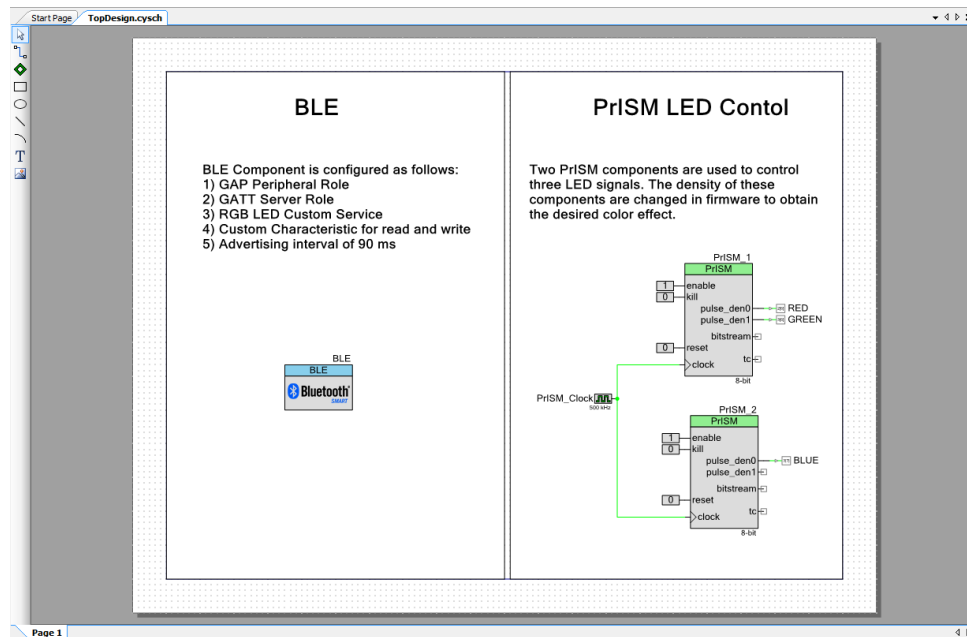 Start Page
TopDesign.cysch
BLE
BLE Component is configured as follows:
1) GAP Peripheral Role
2) GATT Server Role
3) RGB LED Custom Service
4) Custom Characteristic for read and write
5) Advertising interval of 90 ms
BLE
BLE
Bluetooth
SMART
PrISM LED Contol
Two PrISM components are used to control
three LED signals. The density of these
components are changed in firmware to obtain
the desired color effect.
PrISM_1
PrISM
1 enable
0 kill
pulse_den0 RED
pulse_den1 GREEN
bitstream
0 reset
tc
clock
8-bit
PrISM_Clock
500 kHz
PrISM_2
PrISM
1 enable
0 kill
pulse_den0 BLUE
pulse_den1
bitstream
0 reset
tc
clock
8-bit
T
Page 1